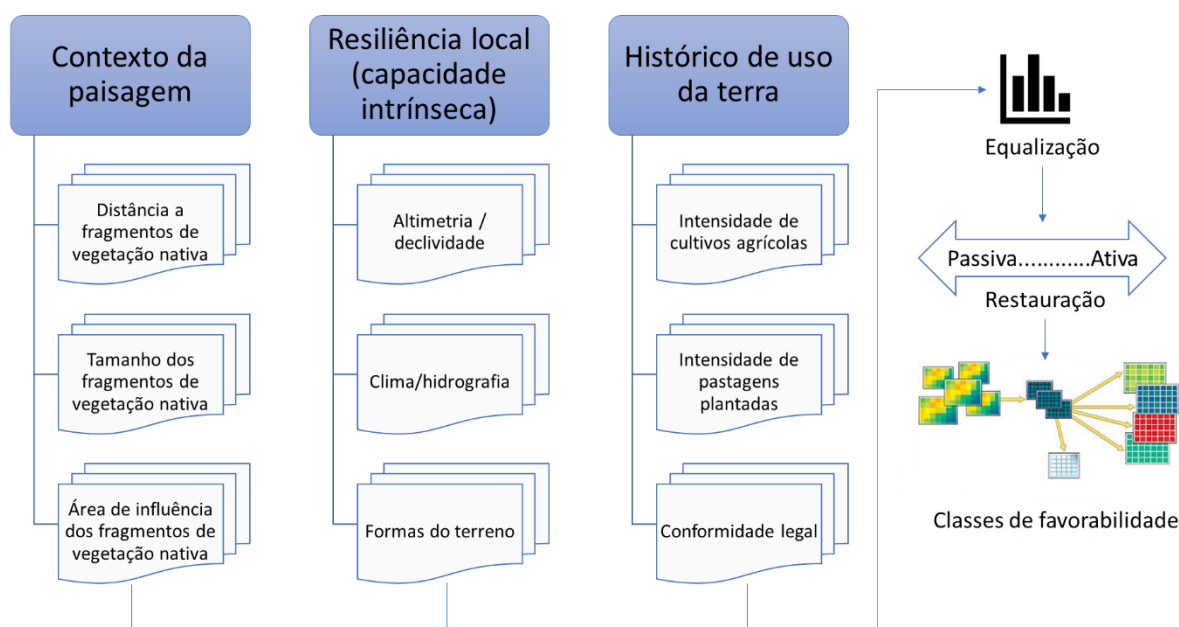 Contexto da
paisagem
Distância a
fragmentos de
vegetação nativa
Tamanho dos
fragmentos de
vegetação nativa
Área de influência
dos fragmentos de
vegetação nativa
Resiliência local
(capacidade
intrínseca)
Altimetria /
declividade
Clima/hidrografia
Formas do terreno
Histórico de uso
da terra
Intensidade de
cultivos agrícolas
Intensidade de
pastagens
plantadas
Conformidade legal
Equalização
Passiva............Ativa
Restauração
Classes de favorabilidade